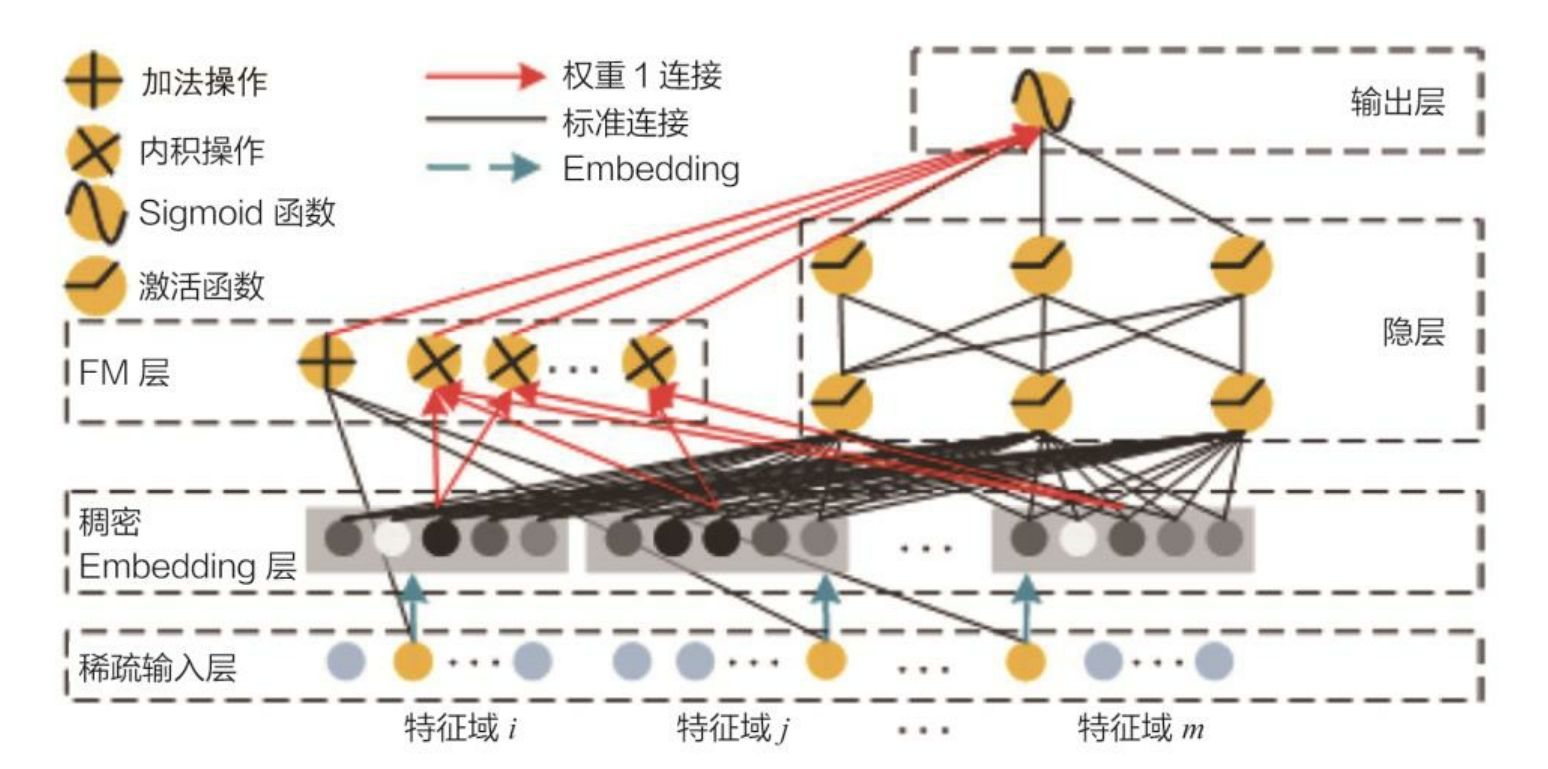 加法操作
内积操作
Sigmoid 函数
激活函数
权重 1 连接
标准连接
Embedding
输出层
隐层
FM 层
...
稠密
Embedding 层
...
稀疏输入层
... ... ... ...
特征域 i
特征域 j
...
特征域 m